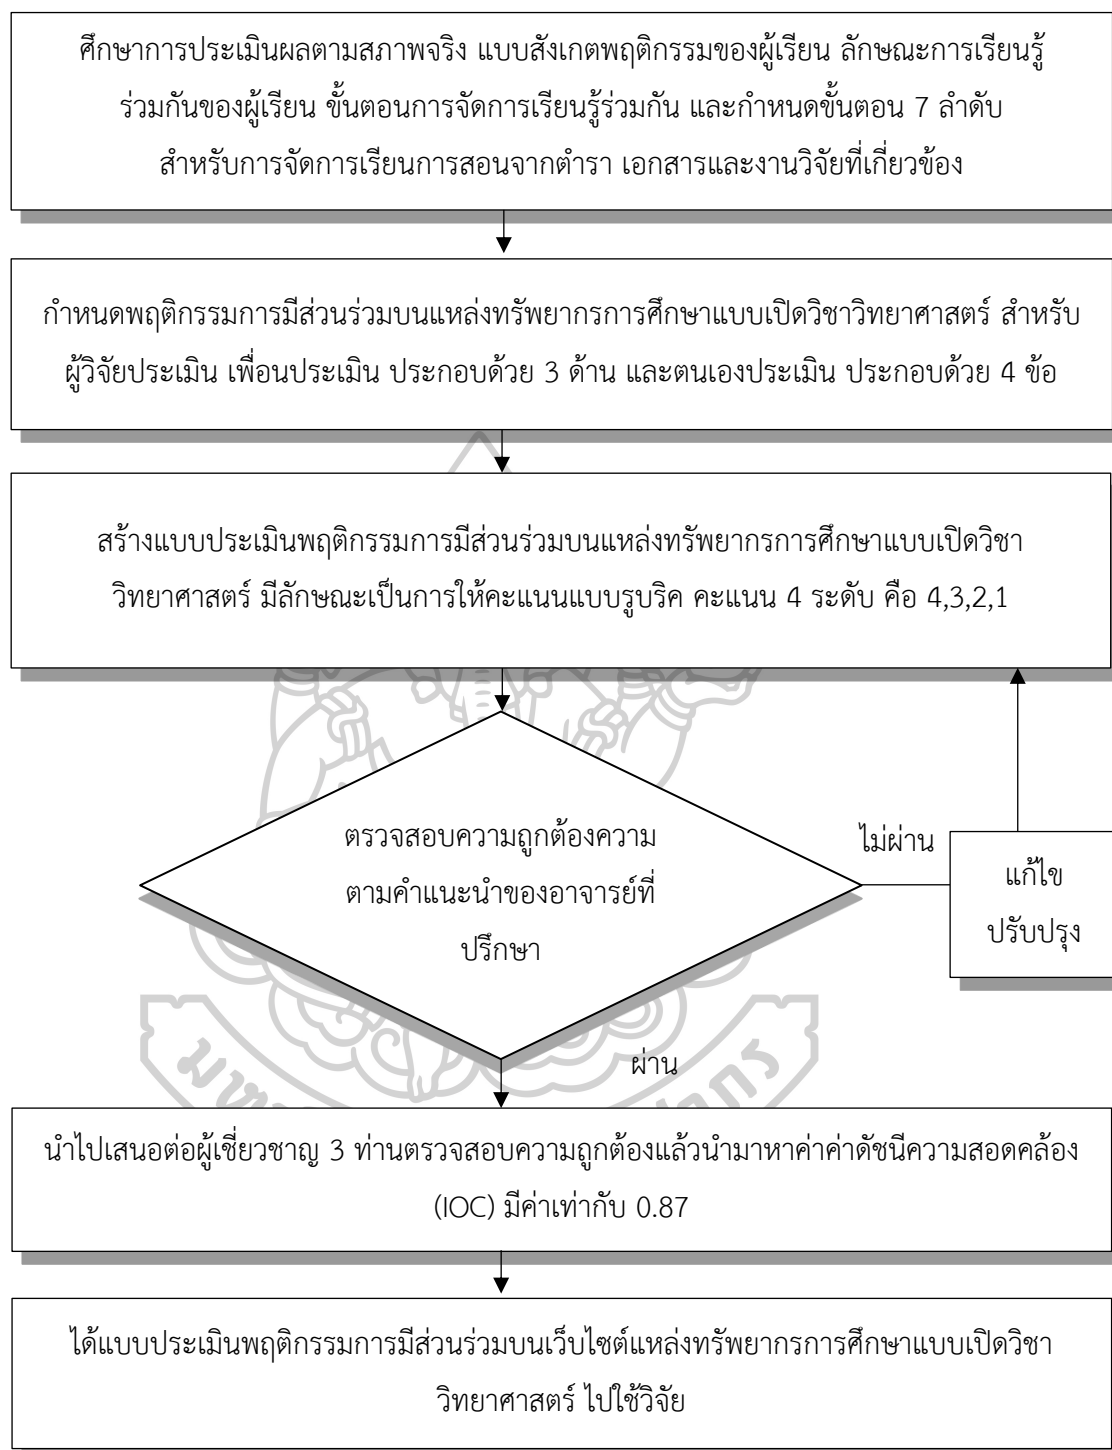 ศึกษาการประเมินผลตามสภาพจริง แบบสังเกตพฤติกรรมของผู้เรียน ลักษณะการเรียนรู้
ร่วมกันของผู้เรียน ขั้นตอนการจัดการเรียนรู้ร่วมกัน และกำหนดขั้นตอน 7 ลำดับ
สำหรับการจัดการเรียนการสอนจากตำรา เอกสารและงานวิจัยที่เกี่ยวข้อง
กำหนดพฤติกรรมการมีส่วนร่วมบนแหล่งทรัพยากรการศึกษาแบบเปิดวิชาวิทยาศาสตร์ สำหรับ
ผู้วิจัยประเมิน เพื่อนประเมิน ประกอบด้วย 3 ด้าน และตนเองประเมิน ประกอบด้วย 4 ข้อ
สร้างแบบประเมินพฤติกรรมการมีส่วนร่วมบนแหล่งทรัพยากรการศึกษาแบบเปิดวิชา
วิทยาศาสตร์ มีลักษณะเป็นการให้คะแนนแบบรูบริค คะแนน 4 ระดับ คือ 4,3,2,1
ตรวจสอบความถูกต้องความ
ตามคำแนะนำของอาจารย์ที่
ปรึกษา
ไม่ผ่าน
แก้ไข
ปรับปรุง
ผ่าน
นำไปเสนอต่อผู้เชี่ยวชาญ 3 ท่านตรวจสอบความถูกต้องแล้วนำมาหาค่าค่าดัชนีความสอดคล้อง
(IOC) มีค่าเท่ากับ 0.87
ได้แบบประเมินพฤติกรรมการมีส่วนร่วมบนเว็บไซต์แหล่งทรัพยากรการศึกษาแบบเปิดวิชา
วิทยาศาสตร์ ไปใช้วิจัย